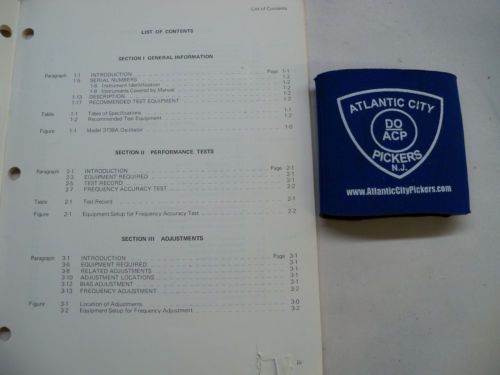 List of Contents
LIST OF CONTENTS
SECTION I GENERAL INFORMATION
Paragraph 1-1 INTRODUCTION Page 1-1
1-5 SERIAL NUMBERS 1-2
1-6 Instrument Identification 1-2
1-9 Instruments Covered by Manual 1-2
1-13 DESCRIPTION 1-2
1-17 RECOMMENDED TEST EQUIPMENT 1-2
Table 1-1 Table of Specifications 1-1
1-2 Recommended Test Equipment 1-2
Figure 1-1 Model 3738A Oscillator 1-0
SECTION II PERFORMANCE TESTS
Paragraph 2-1 INTRODUCTION Page 2-1
2-3 EQUIPMENT REQUIRED 2-1
2-5 TEST RECORD 2-1
2-7 FREQUENCY ACCURACY TEST 2-2
Table 2-1 Test Record 2-1
Figure 2-1 Equipment Setup for Frequency Accuracy Test 2-2
SECTION III ADJUSTMENTS
Paragraph 3-1 INTRODUCTION Page 3-1
3-6 EQUIPMENT REQUIRED 3-1
3-8 RELATED ADJUSTMENTS 3-1
3-10 ADJUSTMENT LOCATIONS 3-1
3-12 BIAS ADJUSTMENT 3-1
3-13 FREQUENCY ADJUSTMENT 3-2
Figure 3-1 Location of Adjustments 3-0
3-2 Equipment Setup for Frequency Adjustment 3-2
iii
ATLANTIC CITY
DO
ACP
PICKERS
N.J.
www.AtlanticCityPickers.com